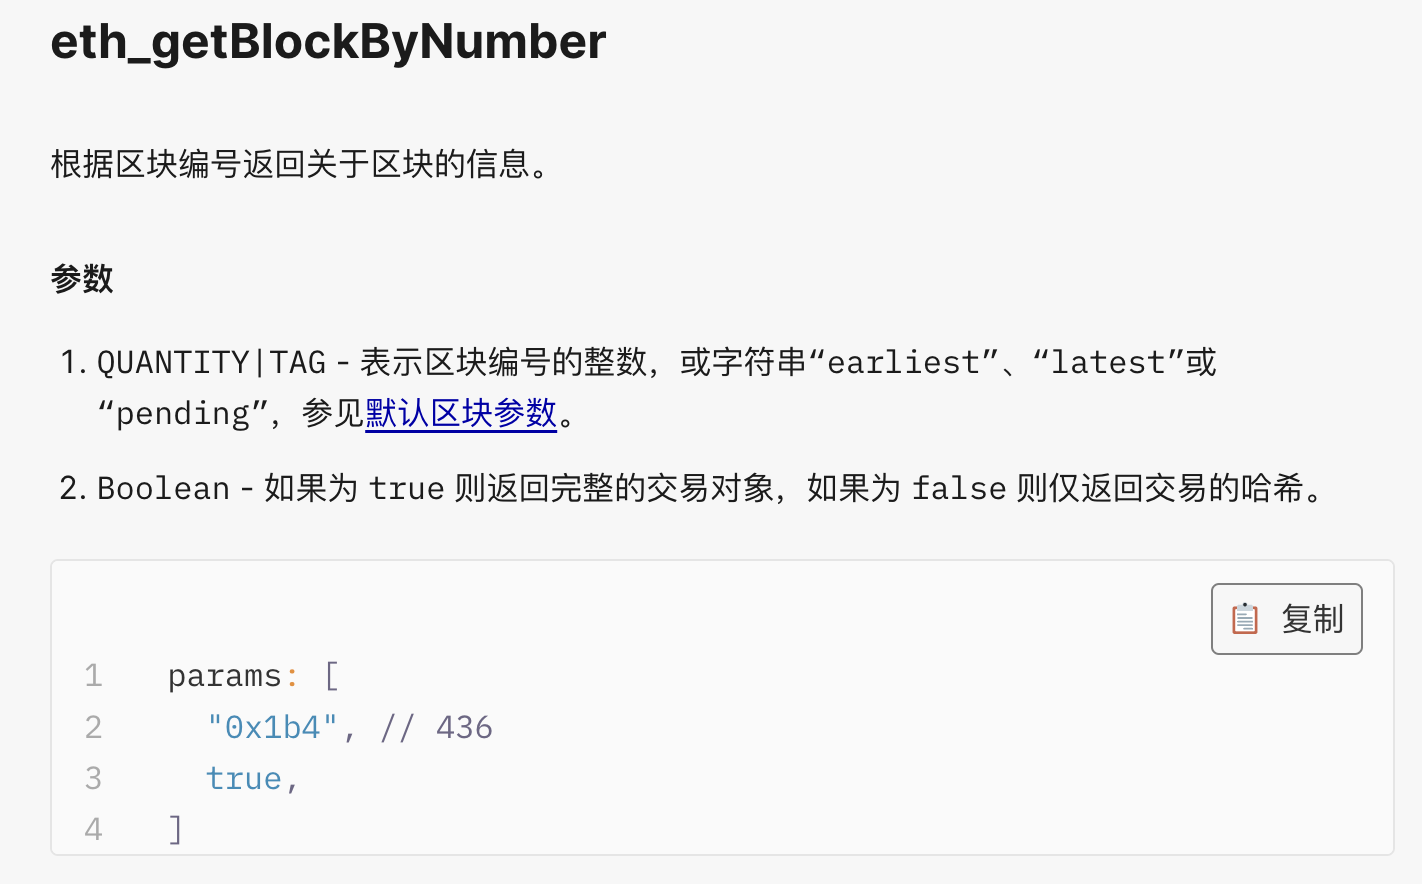 eth_getBlockByNumber
根据区块编号返回关于区块的信息。
参数
1. QUANTITY|TAG - 表示区块编号的整数，或字符串“earliest”、“latest”或
“pending”，参见默认区块参数。
2. Boolean - 如果为 true 则返回完整的交易对象，如果为 false 则仅返回交易的哈希。
复制
1 params: [
2 "0x1b4", // 436
3 true,
4 ]